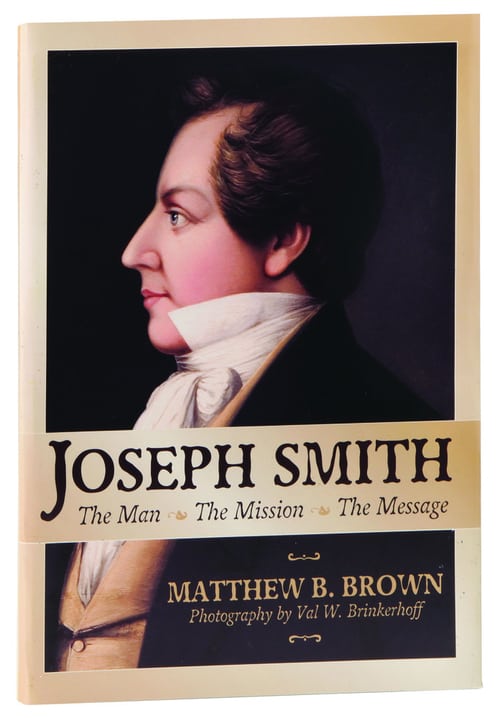 JOSEPH SMITH
The Man The Mission The Message
MATTHEW B. BROWN
Photography by Val W. Brinkerhoff